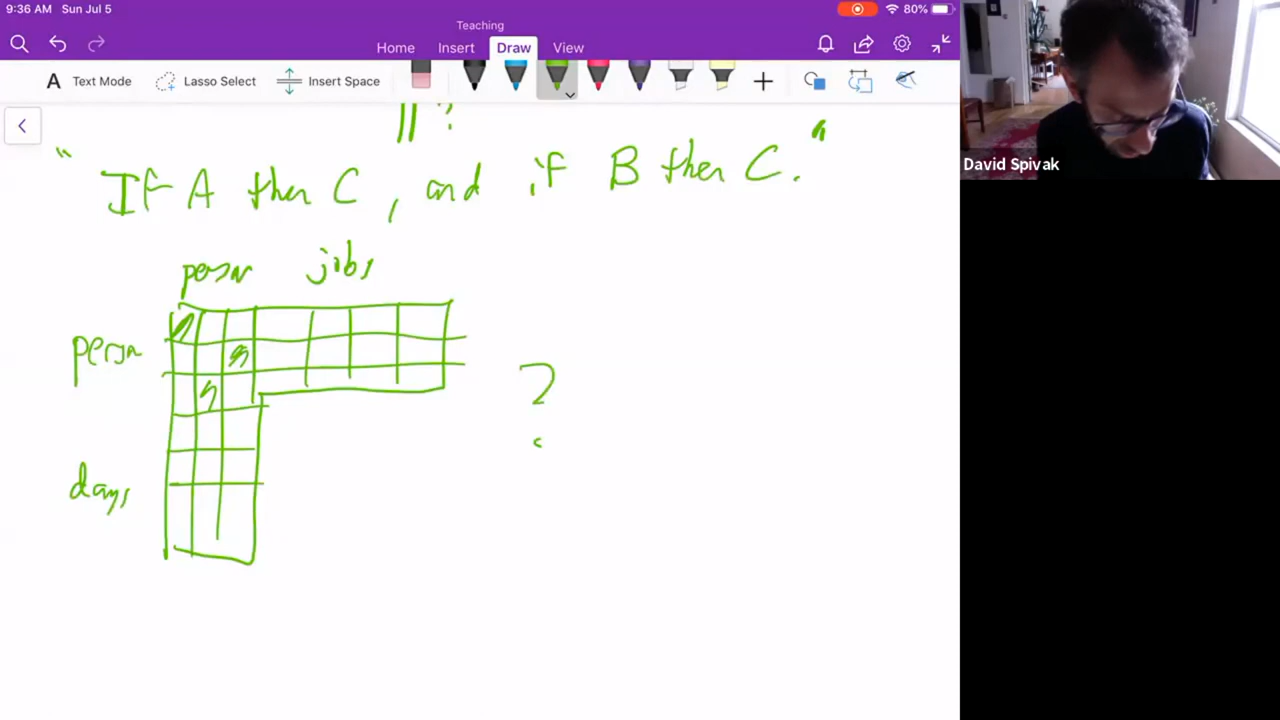 9:36 AM Sun Jul 5
80%
Teaching
Home Insert Draw View
Text Mode Lasso Select Insert Space
?
"If A then C, and if B then C."
David Spivak
person jobs
person
?
days